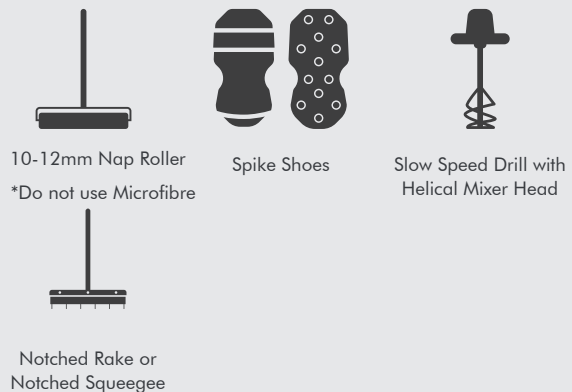 10-12mm Nap Roller
*Do not use Microfibre
Spike Shoes
Slow Speed Drill with
Helical Mixer Head
Notched Rake or
Notched Squeegee